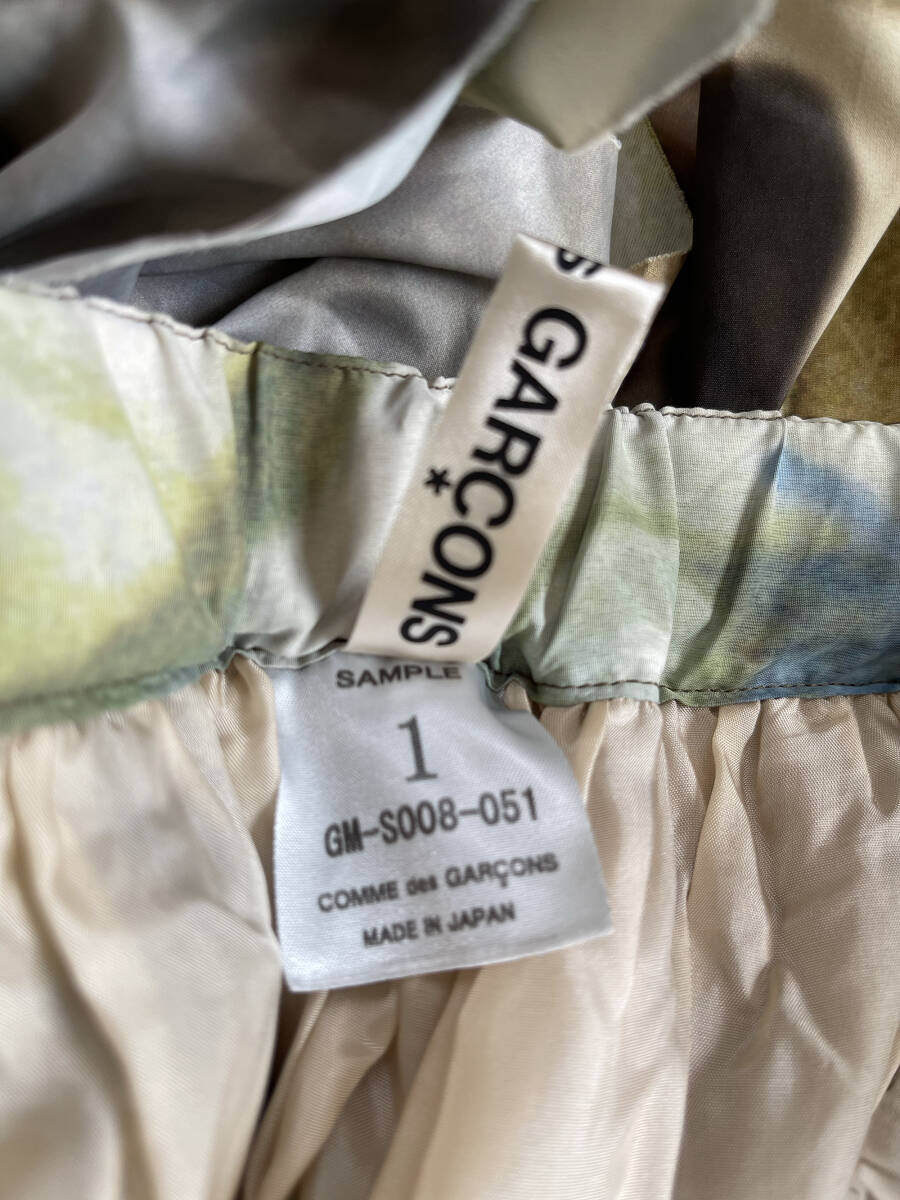 S GARÇONS
*
SAMPLE
1
GM-S008-051
COMME des GARÇONS
MADE IN JAPAN